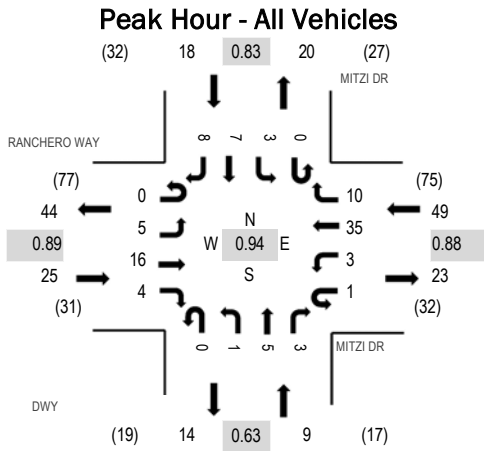 Peak Hour - All Vehicles
(32) 18 0.83 20 (27)
MITZI DR
8 7 3 0
RANCHERO WAY
(77) (75)
0 10
44 49
5 35
N
0.89 W 0.94 E 0.88
16 3
S
25 23
4 1
(31) (32)
0 1 5 3
MITZI DR
DWY
(19) 14 0.63 9 (17)